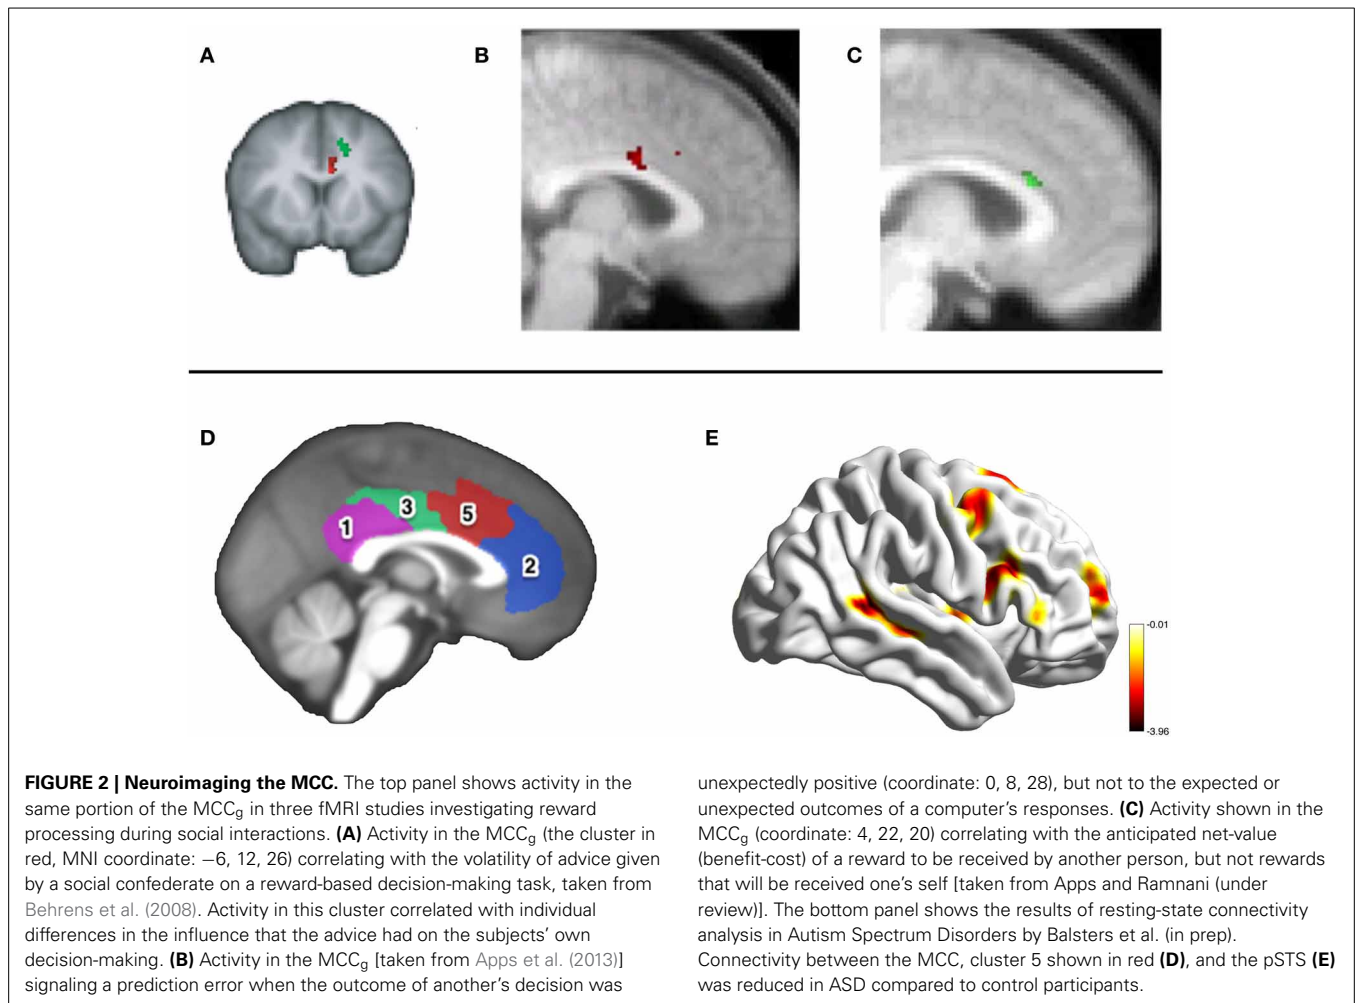 A
B
C
D
E
1
3
5
2
-0.01
-3.96
FIGURE 2 | Neuroimaging the MCC. The top panel shows activity in the
same portion of the MCCg in three fMRI studies investigating reward
processing during social interactions. (A) Activity in the MCCg (the cluster in
red, MNI coordinate: −6, 12, 26) correlating with the volatility of advice given
by a social confederate on a reward-based decision-making task, taken from
Behrens et al. (2008). Activity in this cluster correlated with individual
differences in the influence that the advice had on the subjects' own
decision-making. (B) Activity in the MCCg [taken from Apps et al. (2013)]
signaling a prediction error when the outcome of another's decision was
unexpectedly positive (coordinate: 0, 8, 28), but not to the expected or
unexpected outcomes of a computer's responses. (C) Activity shown in the
MCCg (coordinate: 4, 22, 20) correlating with the anticipated net-value
(benefit-cost) of a reward to be received by another person, but not rewards
that will be received one's self [taken from Apps and Ramnani (under
review)]. The bottom panel shows the results of resting-state connectivity
analysis in Autism Spectrum Disorders by Balsters et al. (in prep).
Connectivity between the MCC, cluster 5 shown in red (D), and the pSTS (E)
was reduced in ASD compared to control participants.